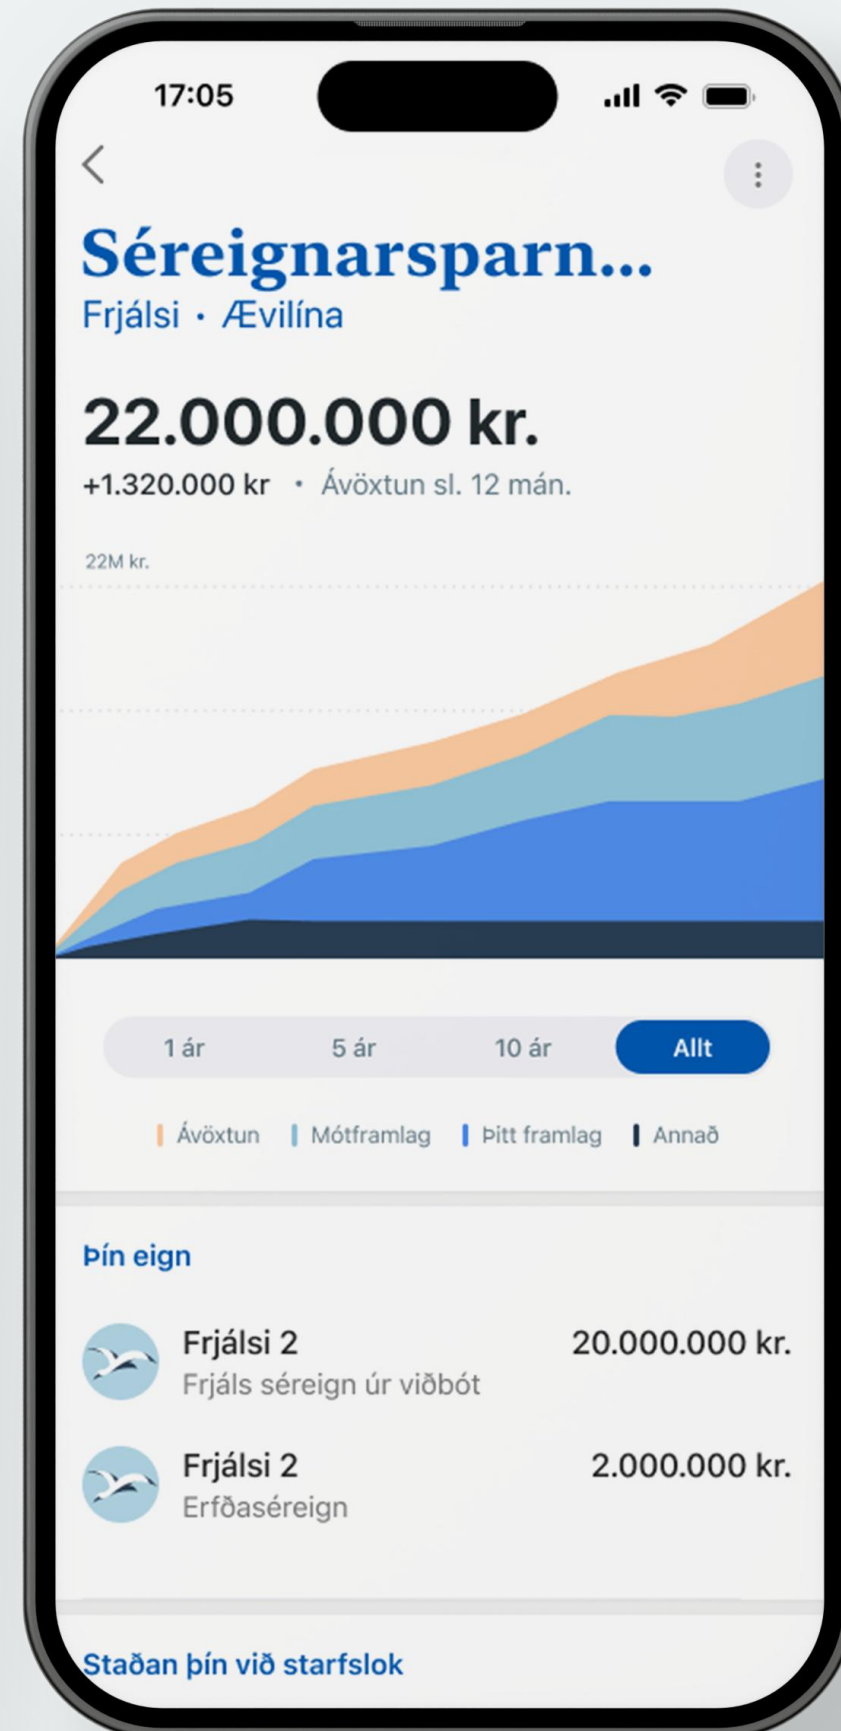 17:05
Séreignarsparn...
Frjálsi · Ævilína
22.000.000 kr.
+1.320.000 kr · Ávöxtun sl. 12 mán.
22M kr.
1 ár 5 ár 10 ár Allt
Ávöxtun Mótframlag Þitt framlag Annað
Þín eign
Frjálsi 2 20.000.000 kr.
Frjáls séreign úr viðbót
Frjálsi 2 2.000.000 kr.
Erfðaséreign
Staðan þín við starfslok